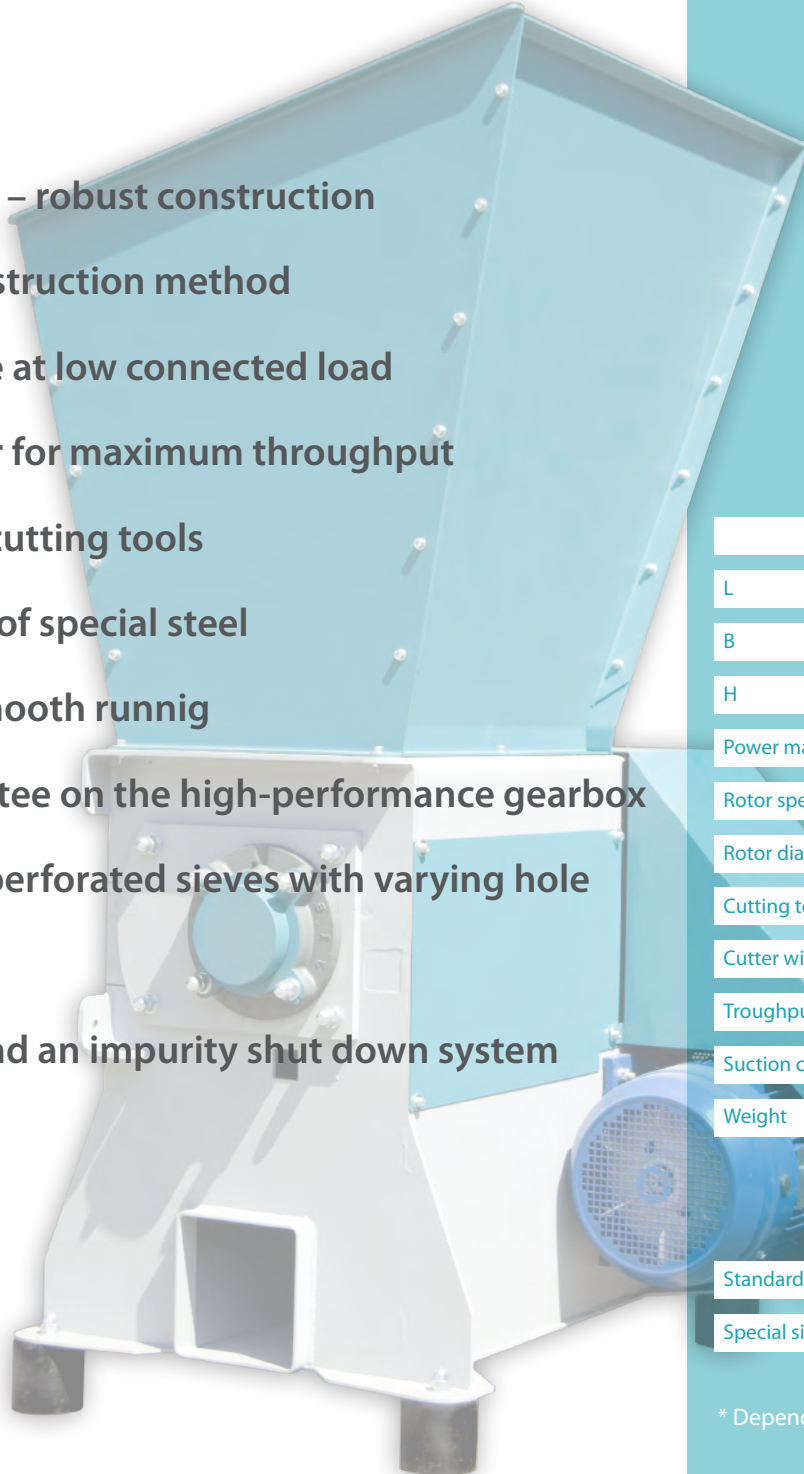 – robust construction
struction method
e at low connected load
r for maximum throughput
cutting tools
of special steel
nooth runnig
tee on the high-performance gearbox
perforated sieves with varying hole
nd an impurity shut down system
L
B
H
Power ma
Rotor spe
Rotor dia
Cutting to
Cutter wi
Troughpu
Suction c
Weight
Standard
Special si
* Depend